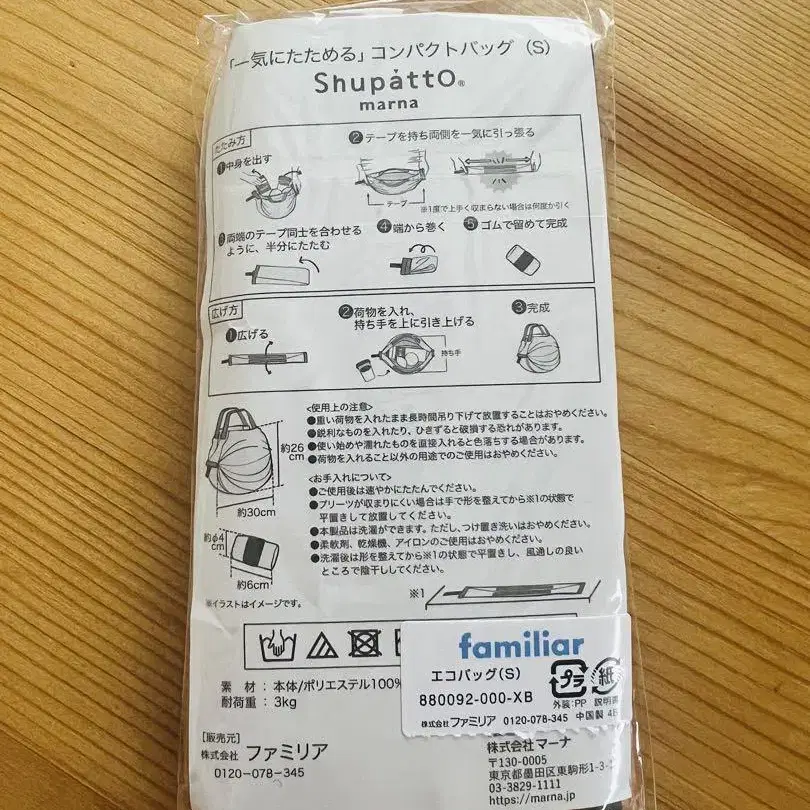 「一気にたためる」コンパクトバッグ（S）
Shupatto®
marna
たたみ方
❶中身を出す
❷テープを持ち両側を一気に引っ張る
テープ
※1度で上手く収まらない場合は何度か引く
❸両端のテープ同士を合わせるように、半分にたたむ
❹端から巻く
❺ゴムで留めて完成
広げ方
❶広げる
❷荷物を入れ、
持ち手を上に引き上げる
持ち手
❸完成
約26cm
約30cm
約φ4cm
約6cm
※イラストはイメージです。
<使用上の注意>
●重い荷物を入れたまま長時間吊り下げて放置することはおやめください。
●鋭利なものを入れたり、ひきずると破損する恐れがあります。
●使い始めや濡れたものを直接入れると色落ちする場合があります。
●荷物を入れること以外の用途でのご使用はおやめください。
<お手入れについて>
●ご使用後は速やかにたたんでください。
●プリーツが収まりにくい場合は手で形を整えてから※1の状態で
平置きして放置してください。
●本製品は洗濯ができます。ただし、つけ置き洗いはおやめください。
●柔軟剤、乾燥機、アイロンのご使用はおやめください。
●洗濯後は形を整えてから※1の状態で平置きし、風通しの良い
ところで陰干ししてください。
※1
素 材：本体/ポリエステル100%
耐荷重：3kg
familiar
エコバッグ(S)
880092-000-XB
プラ
紙
外装:PP 説明書
株式会社ファミリア 0120-078-345 中国製
［販売元］
株式会社 ファミリア
0120-078-345
株式会社マーナ
〒130-0005
東京都墨田区東駒形1-3-
03-3829-1111
https://marna.jp